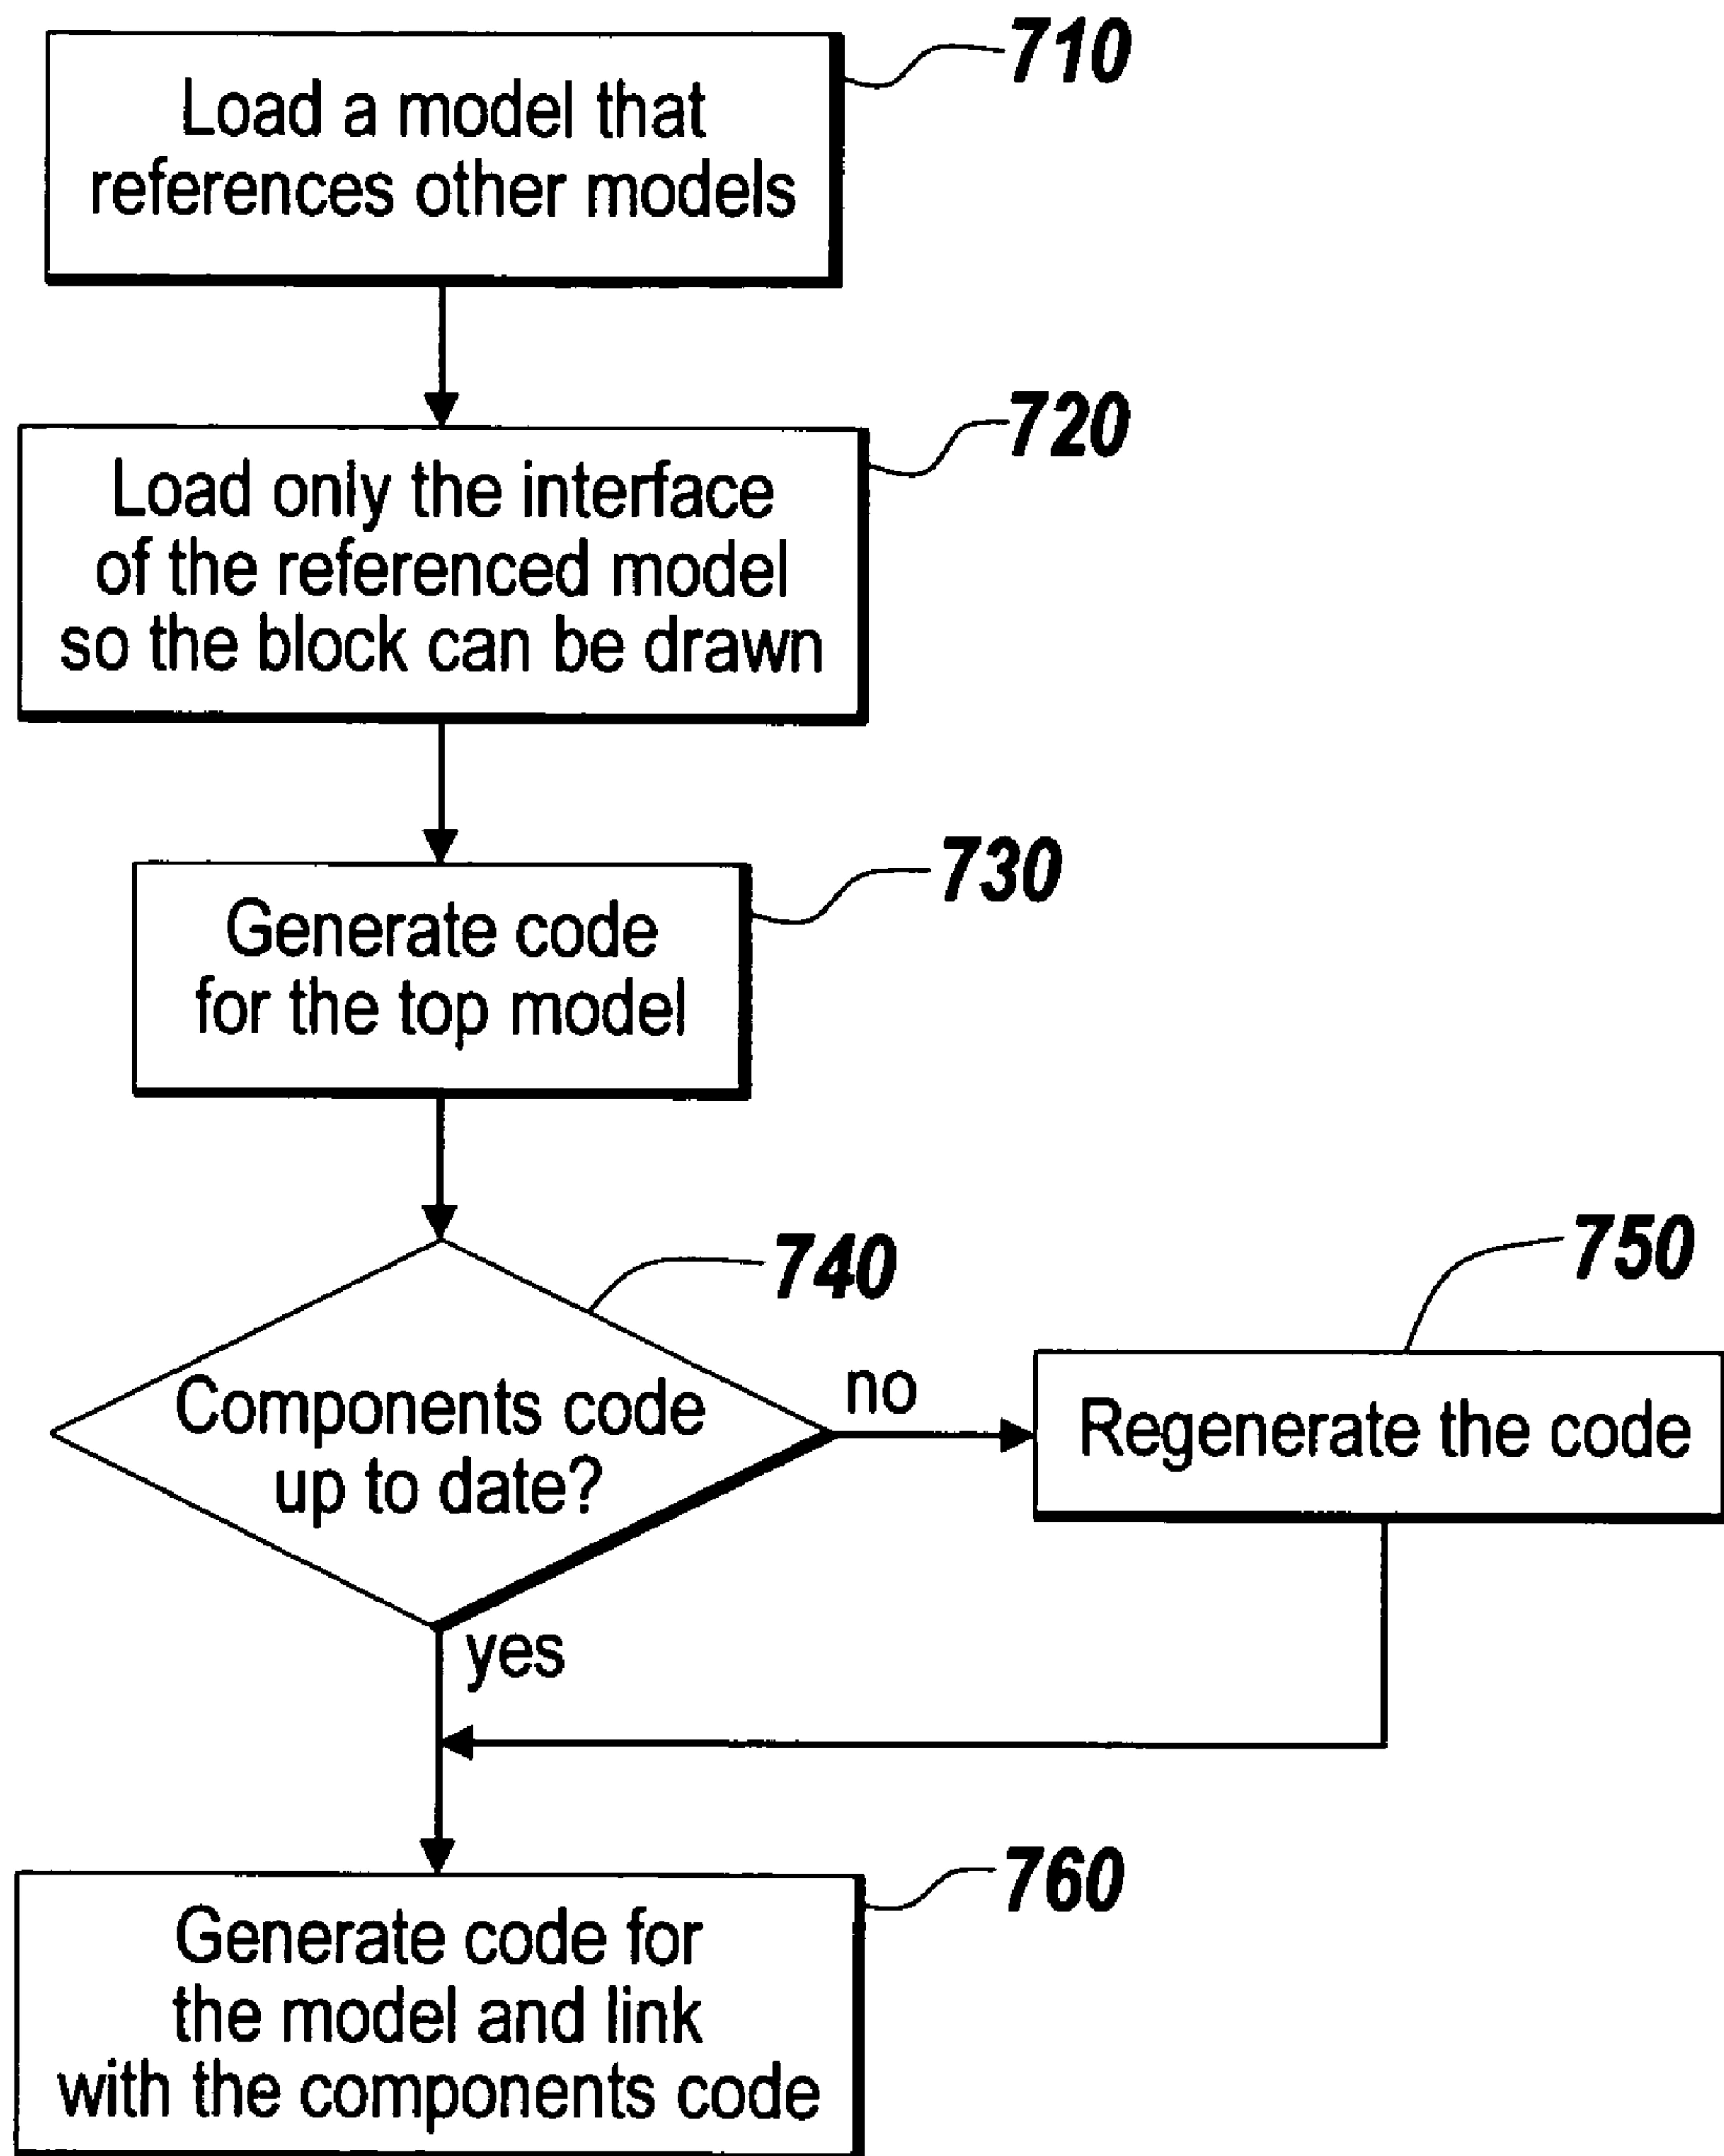 710
Load a model that
references other models
720
Load only the interface
of the referenced model
so the block can be drawn
730
Generate code
for the top model
740
Components code
up to date?
no
750
Regenerate the code
yes
760
Generate code for
the model and link
with the components code